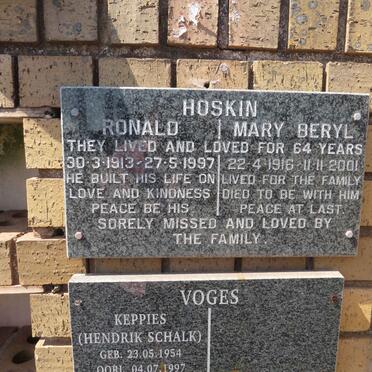 HOSKIN
RONALD MARY BERYL
THEY LIVED AND LOVED FOR 64 YEARS
30·3·1913·27·5·1997 22·4·1916·11·11·2001
HE BUILT HIS LIFE ON LIVED FOR THE FAMILY
LOVE AND KINDNESS DIED TO BE WITH HIM
PEACE BE HIS PEACE AT LAST
SORELY MISSED AND LOVED BY
THE FAMILY.
VOGES
KEPPIES
(HENDRIK SCHALK)
GEB. 23.05.1954
OORL. 04.07.1997